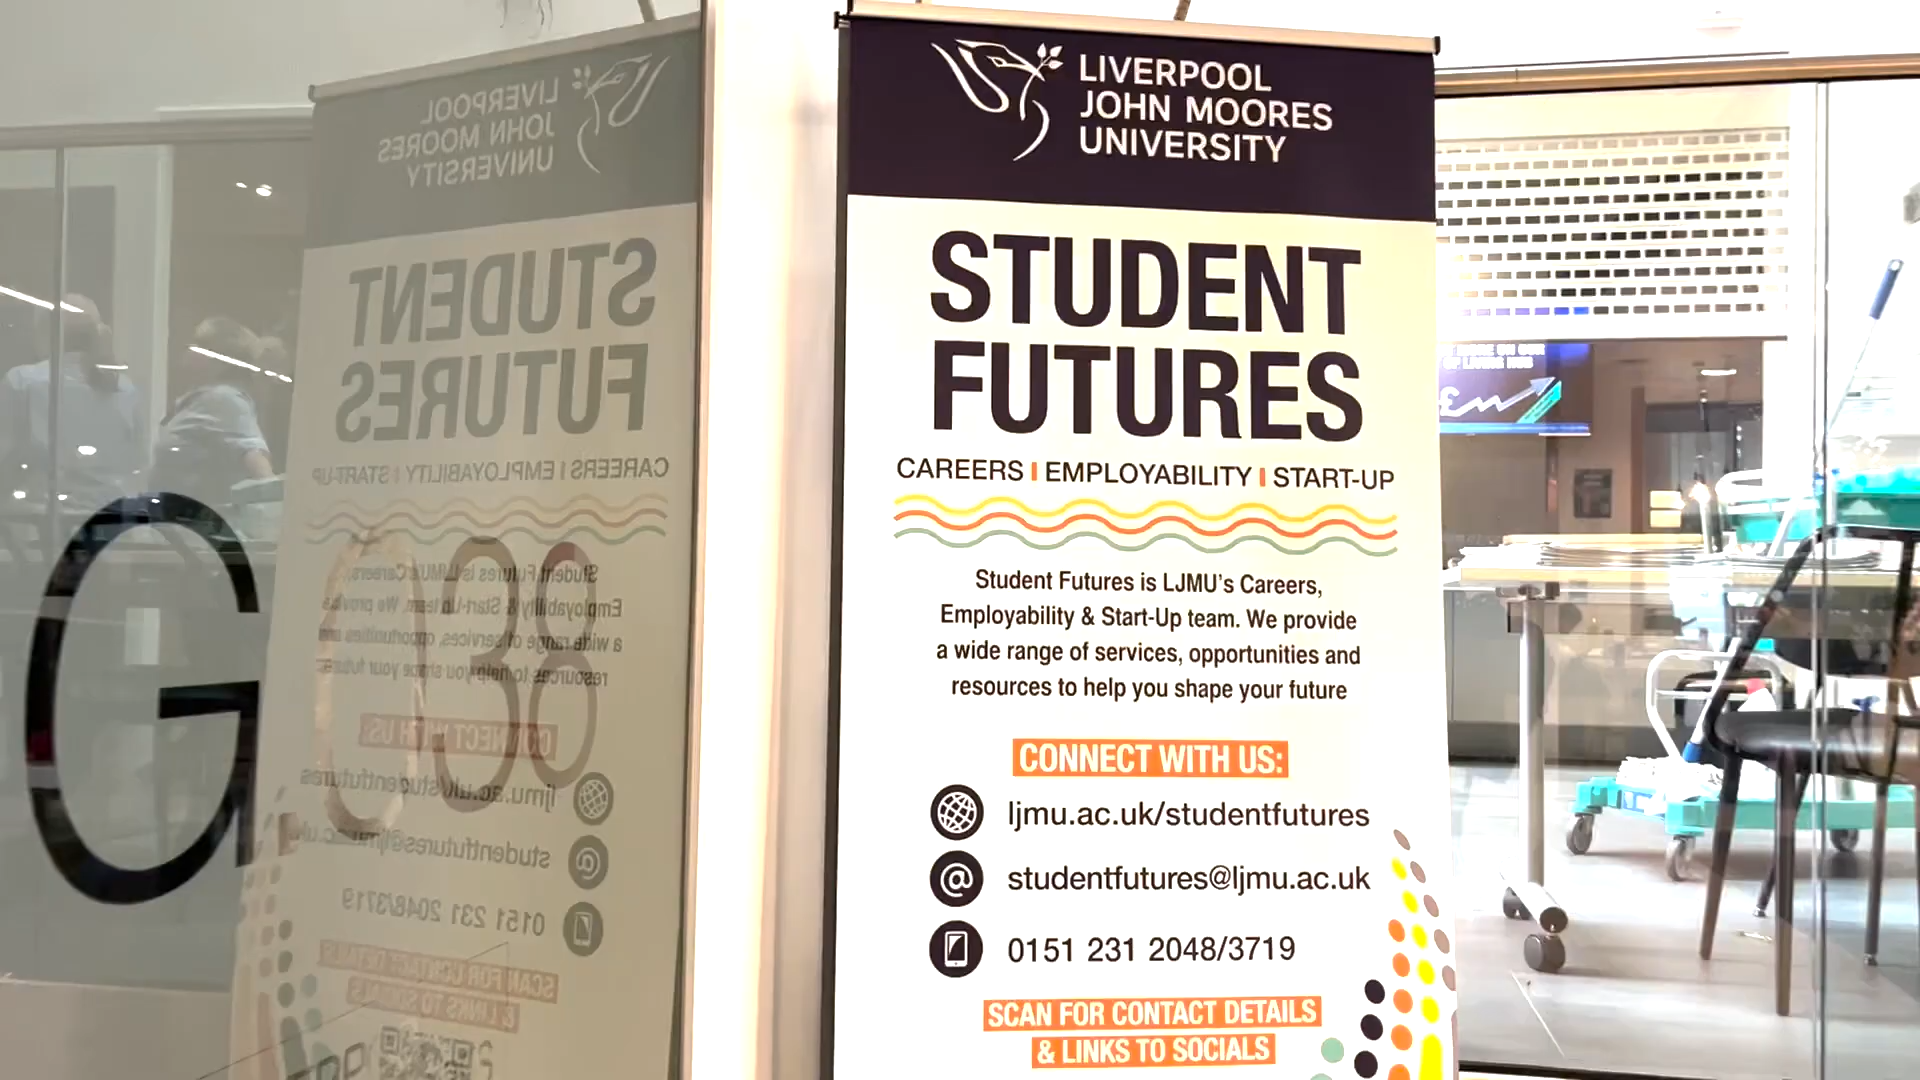 LIVERPOOL
JOHN MOORES
UNIVERSITY
STUDENT
FUTURES
CAREERS | EMPLOYABILITY | START-UP
Student Futures is LJMU's Careers,
Employability & Start-Up team. We provide
a wide range of services, opportunities and
resources to help you shape your future
CONNECT WITH US:
ljmu.ac.uk/studentfutures
@ studentfutures@ljmu.ac.uk
0151 231 2048/3719
SCAN FOR CONTACT DETAILS
& LINKS TO SOCIALS
G038